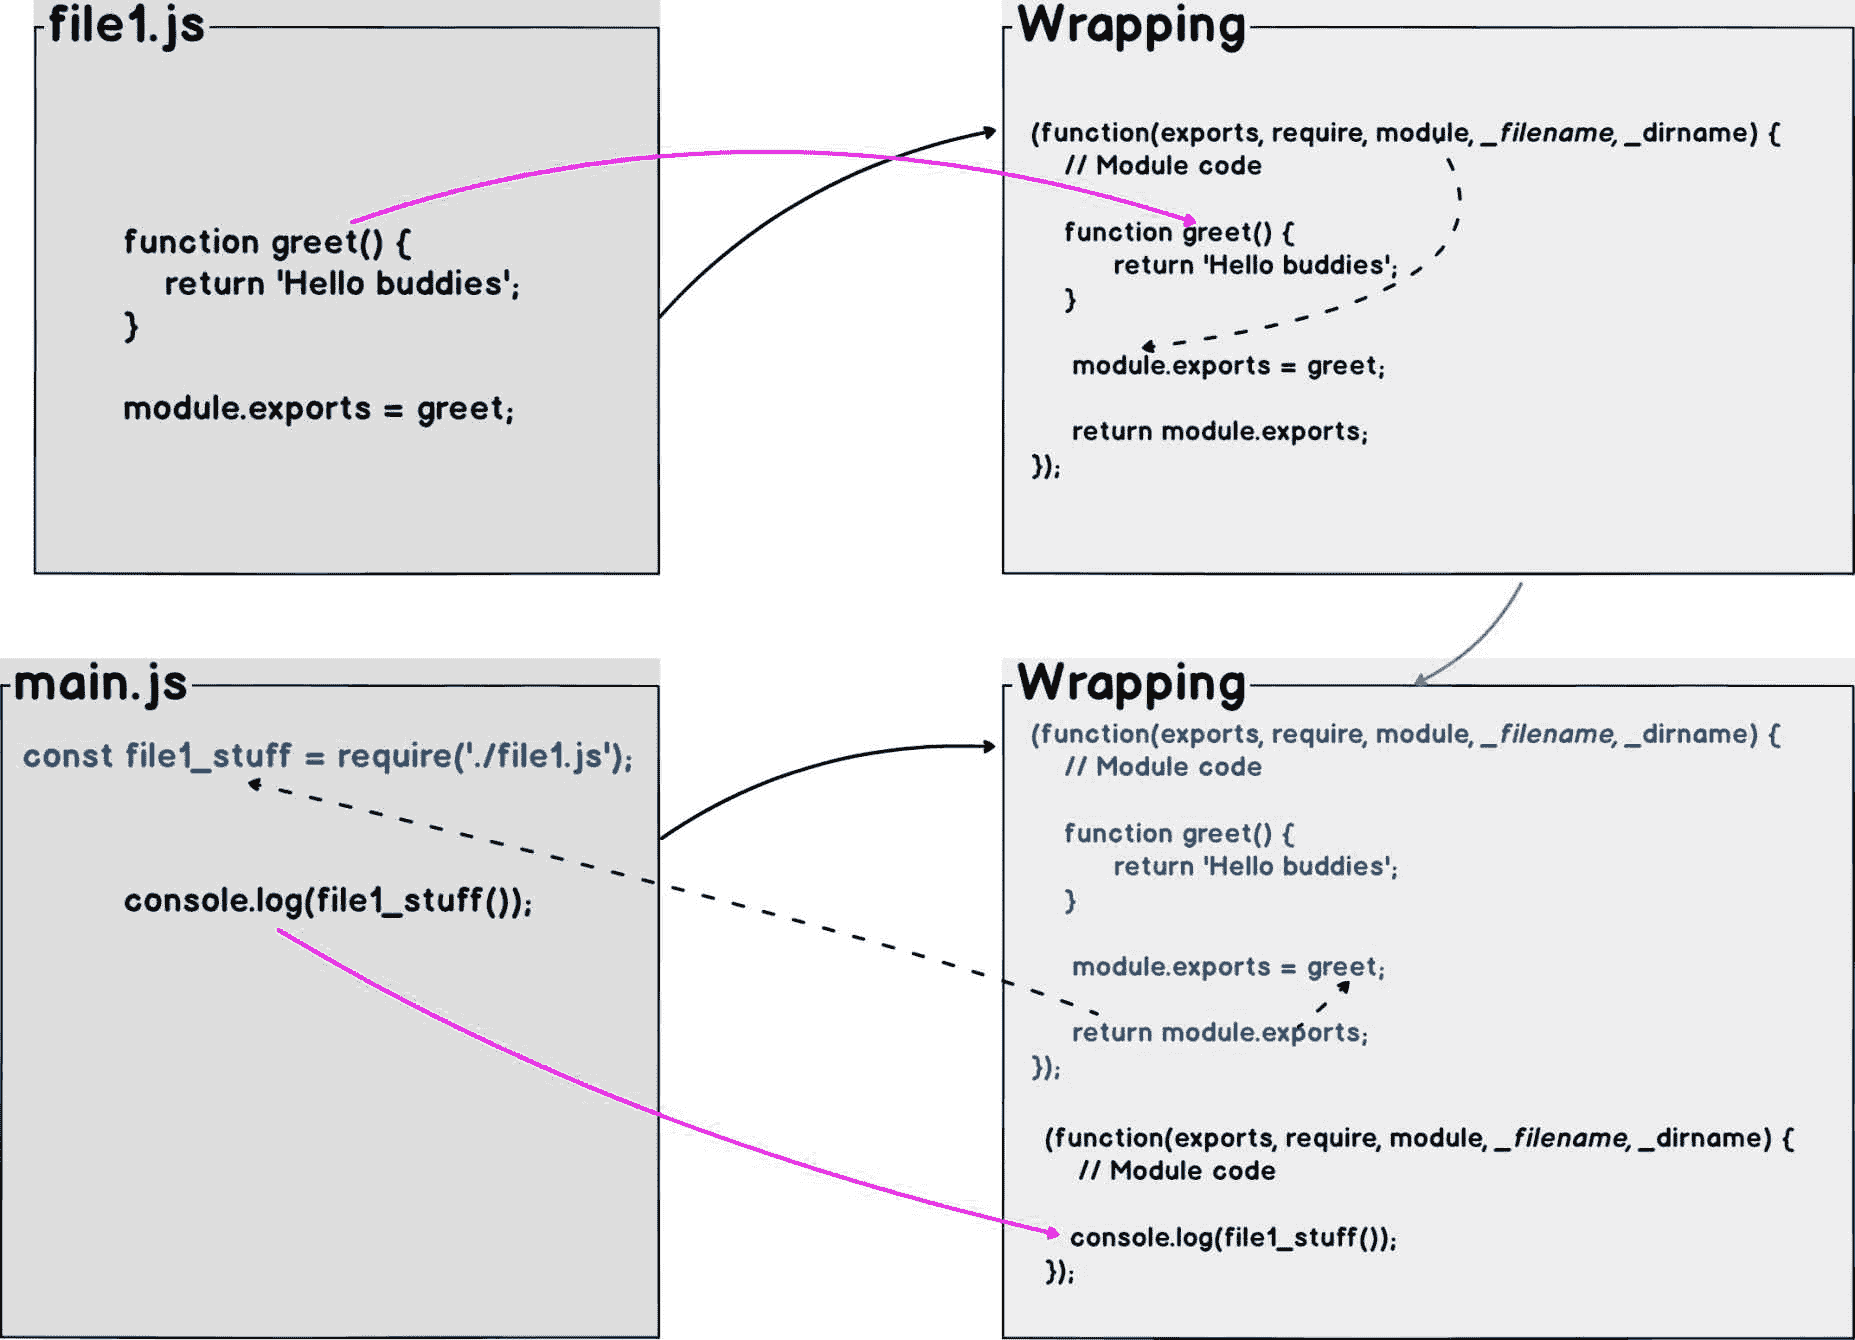 file1.js
function greet() {
return 'Hello buddies';
}
module.exports = greet;
Wrapping
(function(exports, require, module, _filename, _dirname) {
// Module code
function greet() {
return 'Hello buddies';
}
module.exports = greet;
return module.exports;
});
main.js
const file1_stuff = require('./file1.js');
console.log(file1_stuff());
Wrapping
(function(exports, require, module, _filename, _dirname) {
// Module code
function greet() {
return 'Hello buddies';
}
module.exports = greet;
return module.exports;
});
(function(exports, require, module, _filename, _dirname) {
// Module code
console.log(file1_stuff());
});